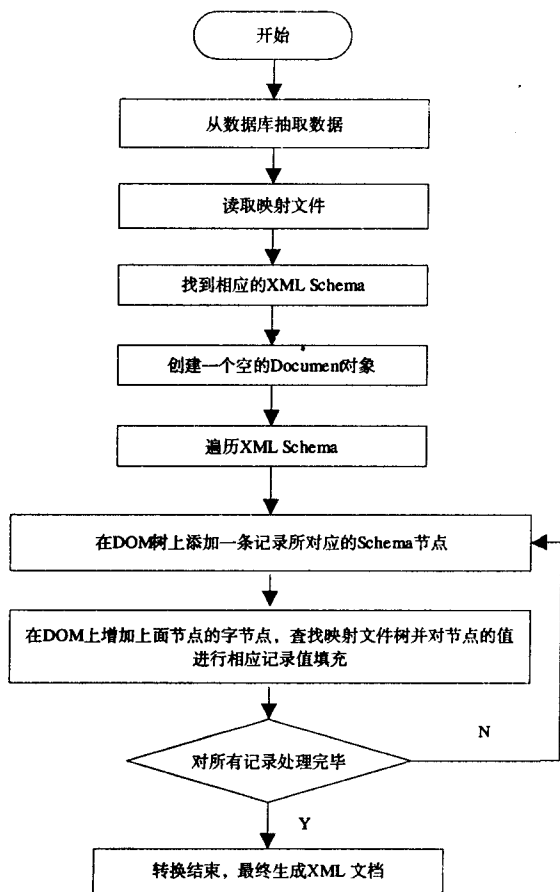 开始
从数据库抽取数据
读取映射文件
找到相应的XML Schema
创建一个空的Document对象
遍历XML Schema
在DOM树上添加一条记录所对应的Schema节点
在DOM上增加上面节点的字节点，查找映射文件树并对节点的值
进行相应记录值填充
N
对所有记录处理完毕
Y
转换结束，最终生成XML 文档